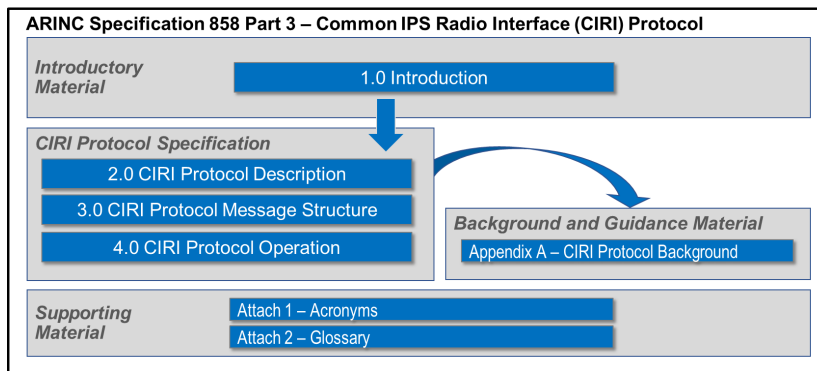 ARINC Specification 858 Part 3 – Common IPS Radio Interface (CIRI) Protocol
Introductory
Material
1.0 Introduction
CIRI Protocol Specification
2.0 CIRI Protocol Description
3.0 CIRI Protocol Message Structure
4.0 CIRI Protocol Operation
Background and Guidance Material
Appendix A – CIRI Protocol Background
Supporting
Material
Attach 1 – Acronyms
Attach 2 – Glossary